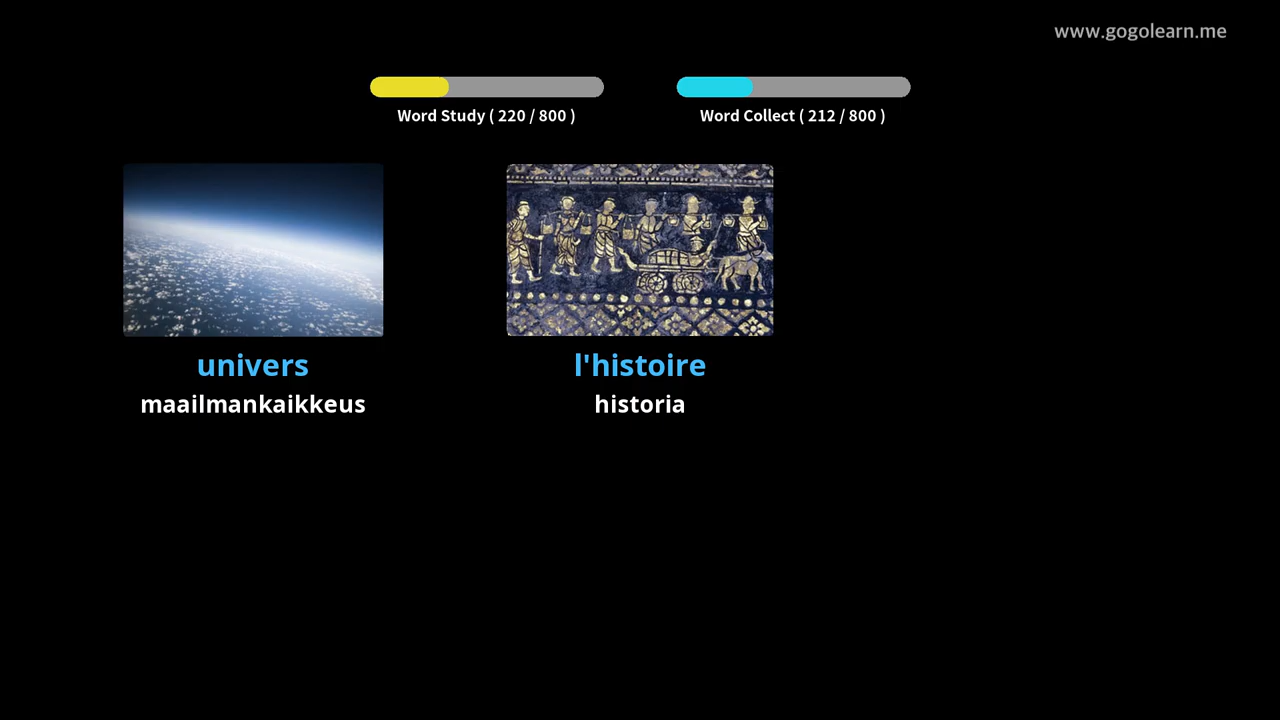 www.gogolearn.me
Word Study ( 220 / 800 )
Word Collect ( 212 / 800 )
univers
maailmankaikkeus
l'histoire
historia